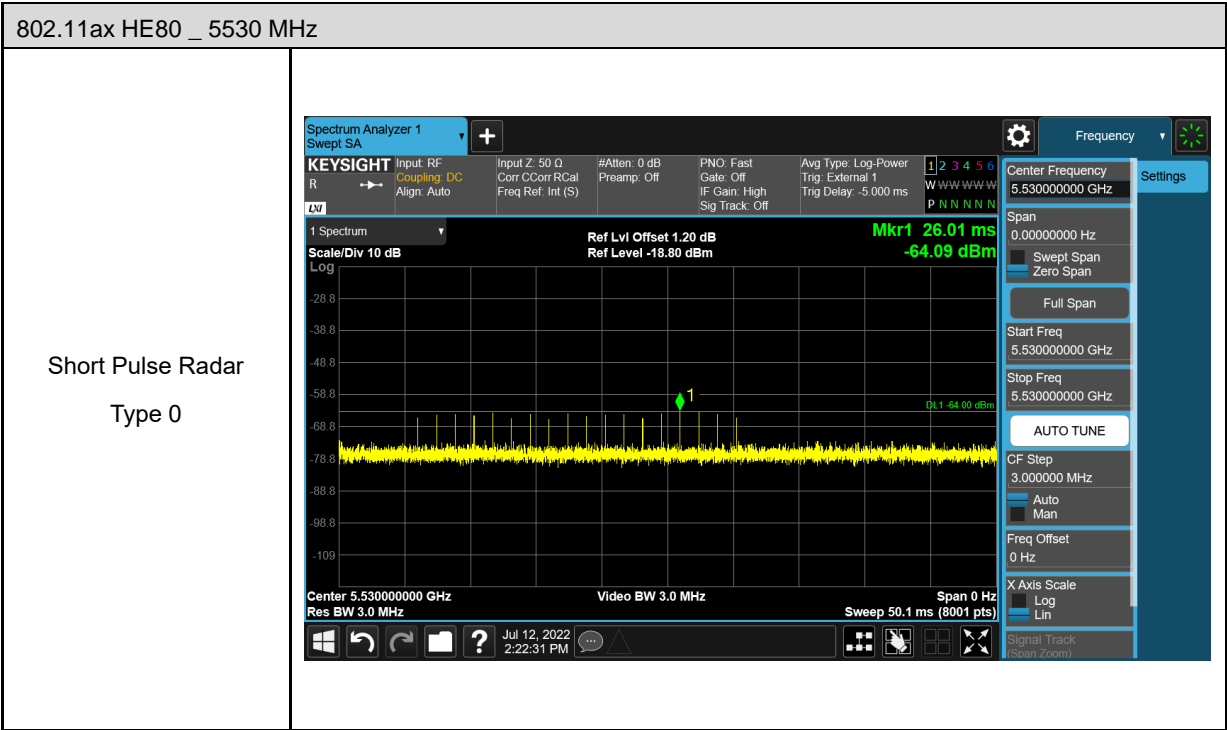 802.11ax HE80 _ 5530 MHz
Short Pulse Radar
Type 0
Spectrum Analyzer 1
Swept SA
+
Frequency
KEYSIGHT
R
LXI
Input: RF
Coupling: DC
Align: Auto
Input Z: 50 Ω
Corr CCorr RCal
Freq Ref: Int (S)
#Atten: 0 dB
Preamp: Off
PNO: Fast
Gate: Off
IF Gain: High
Sig Track: Off
Avg Type: Log-Power
Trig: External 1
Trig Delay: -5.000 ms
1 2 3 4 5 6
W W W W W W
P N N N N N
1 Spectrum
Scale/Div 10 dB
Log
Ref Lvl Offset 1.20 dB
Ref Level -18.80 dBm
Mkr1 26.01 ms
-64.09 dBm
-28.8
-38.8
-48.8
-58.8
-68.8
-78.8
-88.8
-98.8
-109
1
DL1 -64.00 dBm
Center 5.530000000 GHz
Res BW 3.0 MHz
Video BW 3.0 MHz
Span 0 Hz
Sweep 50.1 ms (8001 pts)
?
Jul 12, 2022
2:22:31 PM
Center Frequency
5.530000000 GHz
Settings
Span
0.00000000 Hz
Swept Span
Zero Span
Full Span
Start Freq
5.530000000 GHz
Stop Freq
5.530000000 GHz
AUTO TUNE
CF Step
3.000000 MHz
Auto
Man
Freq Offset
0 Hz
X Axis Scale
Log
Lin
Signal Track
(Span Zoom)